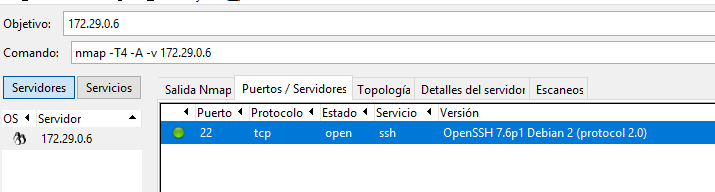 Objetivo: 172.29.0.6
Comando: nmap -T4 -A -v 172.29.0.6
Servidores Servicios Salida Nmap Puertos / Servidores Topología Detalles del servidor Escaneos
OS Servidor Puerto Protocolo Estado Servicio Versión
172.29.0.6 22 tcp open ssh OpenSSH 7.6p1 Debian 2 (protocol 2.0)